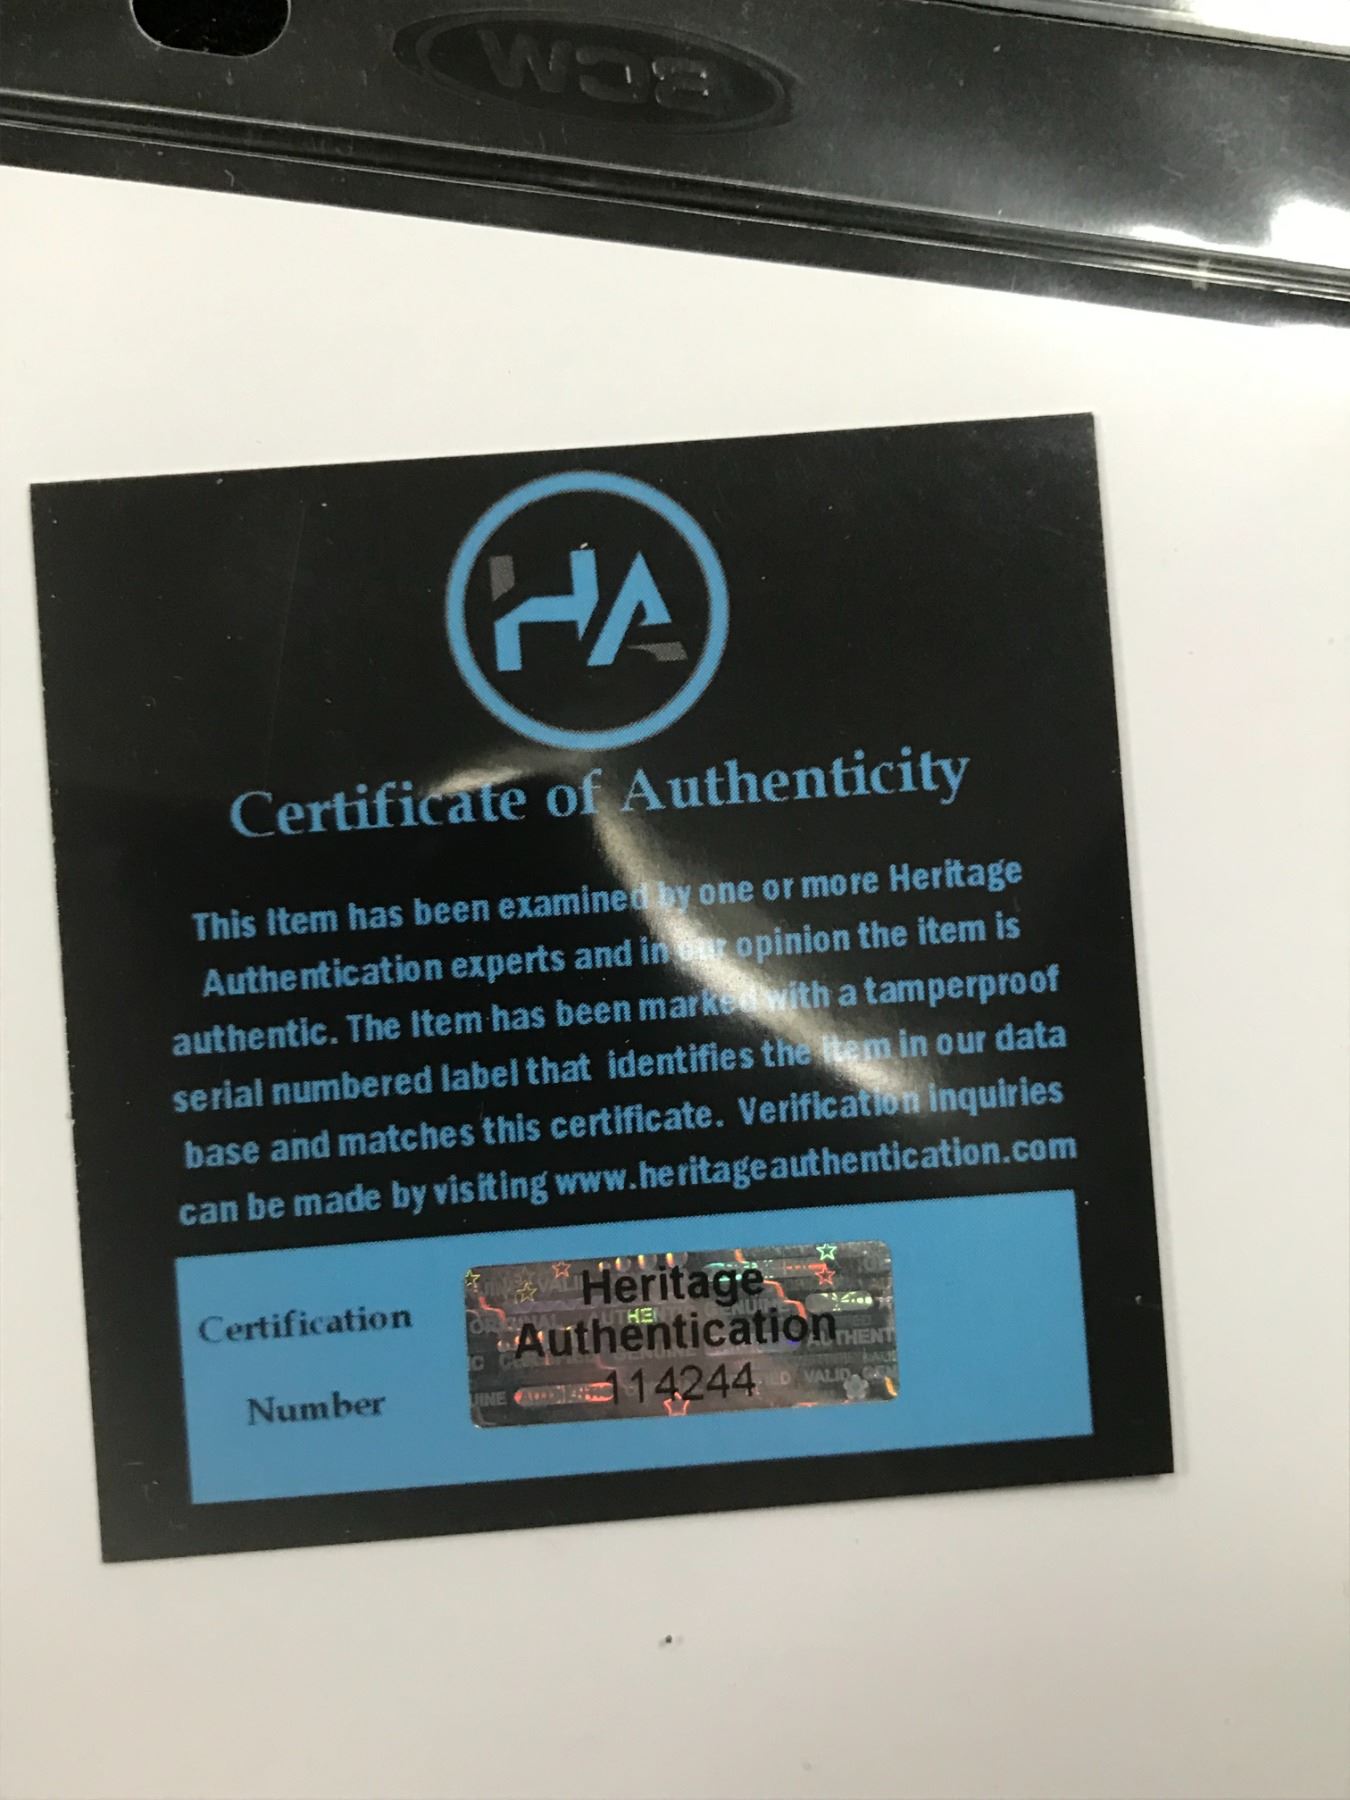 BCW
HA
Certificate of Authenticity
This Item has been examined by one or more Heritage
Authentication experts and in our opinion the item is
authentic. The Item has been marked with a tamperproof
serial numbered label that identifies the item in our data
base and matches this certificate. Verification inquiries
can be made by visiting www.heritageauthentication.com
Certification
Number
Heritage
Authentication
114244